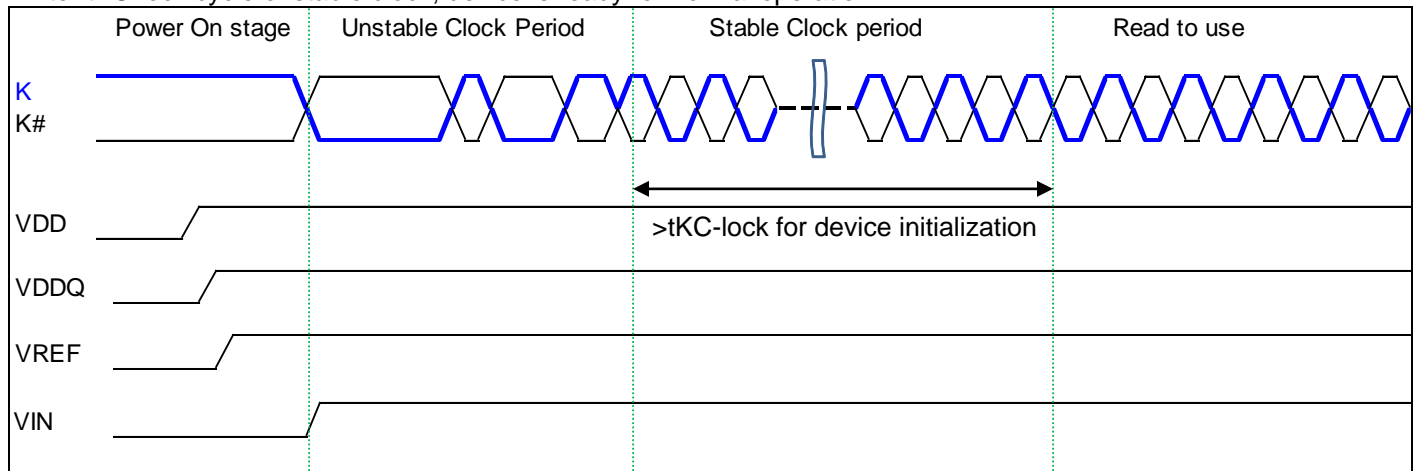 Power On stage Unstable Clock Period Stable Clock period Read to use
K
K#
VDD
>tKC-lock for device initialization
VDDQ
VREF
VIN